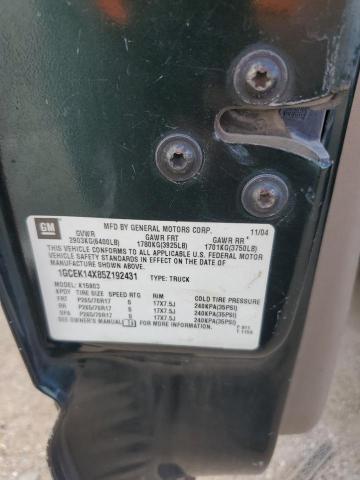 GM
MFD BY GENERAL MOTORS CORP. 11/04
GVWR GAWR FRT GAWR RR
2903KG(6400LB) 1780KG(3925LB) 1701KG(3750LB)
THIS VEHICLE CONFORMS TO ALL APPLICABLE U.S. FEDERAL MOTOR
VEHICLE SAFETY STANDARDS IN EFFECT ON THE DATE OF
MANUFACTURE SHOWN ABOVE.
1GCEK14X85Z192431 TYPE: TRUCK
MODEL: K15903
XPDY TIRE SIZE SPEED RTG RIM COLD TIRE PRESSURE
FRT P265/70R17 S 17X7.5J 240KPA(35PSI)
RR P265/70R17 S 17X7.5J 240KPA(35PSI)
SPA P265/70R17 S 17X7.5J 240KPA(35PSI)
SEE OWNER'S MANUAL FOR MORE INFORMATION.